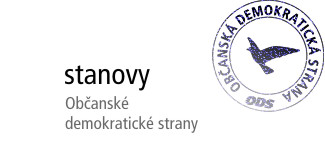 stanovy
Občanské
demokratické strany
OBČANSKÁ DEMOKRATICKÁ STRANA
ODS